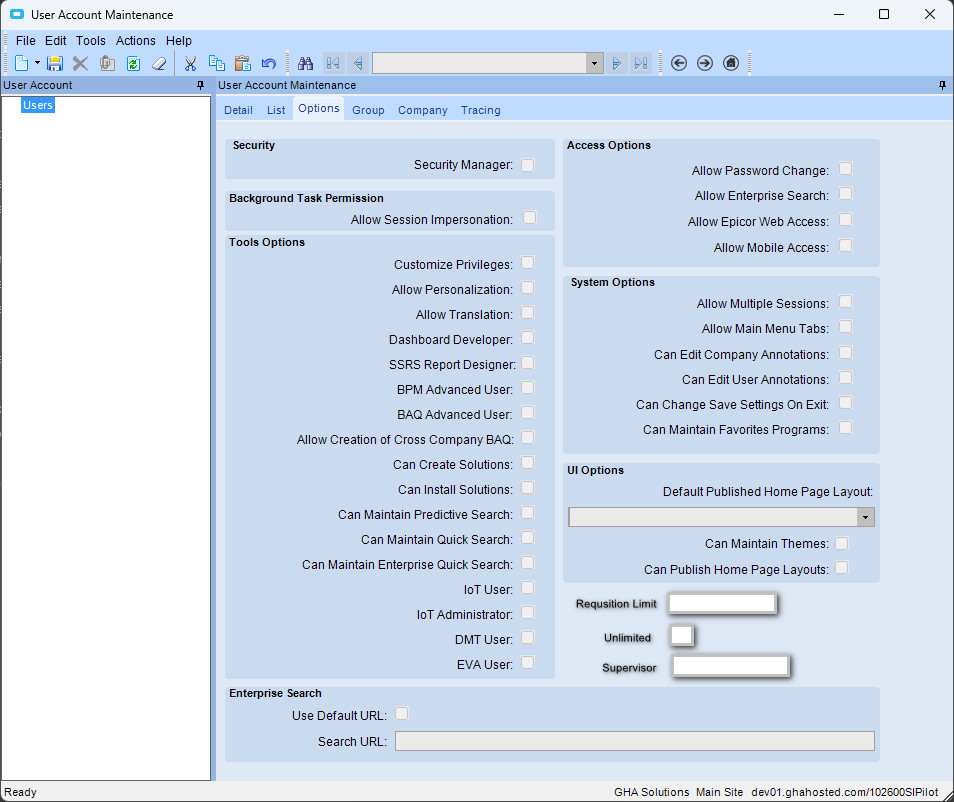 User Account Maintenance
File Edit Tools Actions Help
User Account
User Account Maintenance
Users
Detail List Options Group Company Tracing
Security
Security Manager:
Background Task Permission
Allow Session Impersonation:
Tools Options
Customize Privileges:
Allow Personalization:
Allow Translation:
Dashboard Developer:
SSRS Report Designer:
BPM Advanced User:
BAQ Advanced User:
Allow Creation of Cross Company BAQ:
Can Create Solutions:
Can Install Solutions:
Can Maintain Predictive Search:
Can Maintain Quick Search:
Can Maintain Enterprise Quick Search:
IoT User:
IoT Administrator:
DMT User:
EVA User:
Access Options
Allow Password Change:
Allow Enterprise Search:
Allow Epicor Web Access:
Allow Mobile Access:
System Options
Allow Multiple Sessions:
Allow Main Menu Tabs:
Can Edit Company Annotations:
Can Edit User Annotations:
Can Change Save Settings On Exit:
Can Maintain Favorites Programs:
UI Options
Default Published Home Page Layout:
Can Maintain Themes:
Can Publish Home Page Layouts:
Requsition Limit
Unlimited
Supervisor
Enterprise Search
Use Default URL:
Search URL:
Ready
GHA Solutions Main Site dev01.ghahosted.com/102600SIPilot